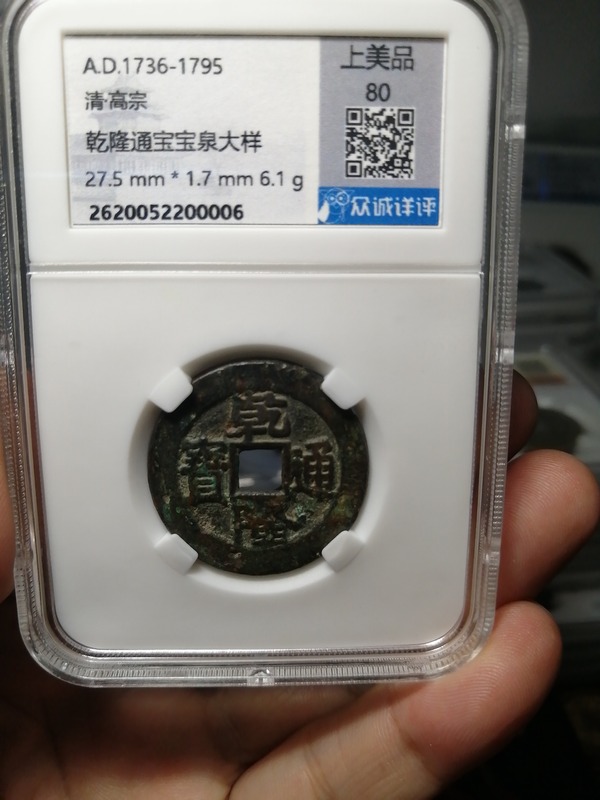 A.D.1736-1795
清·高宗
乾隆通宝宝泉大样
27.5 mm * 1.7 mm 6.1 g
2620052200006
上美品
80
众诚详评
乾隆通寳